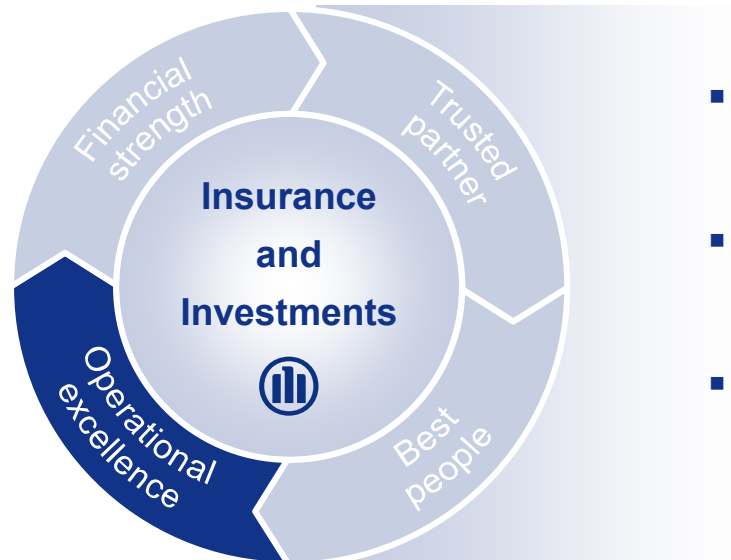 Financial
strength
Trusted
partner
Insurance
and
Investments
Operational
excellence
Best
people